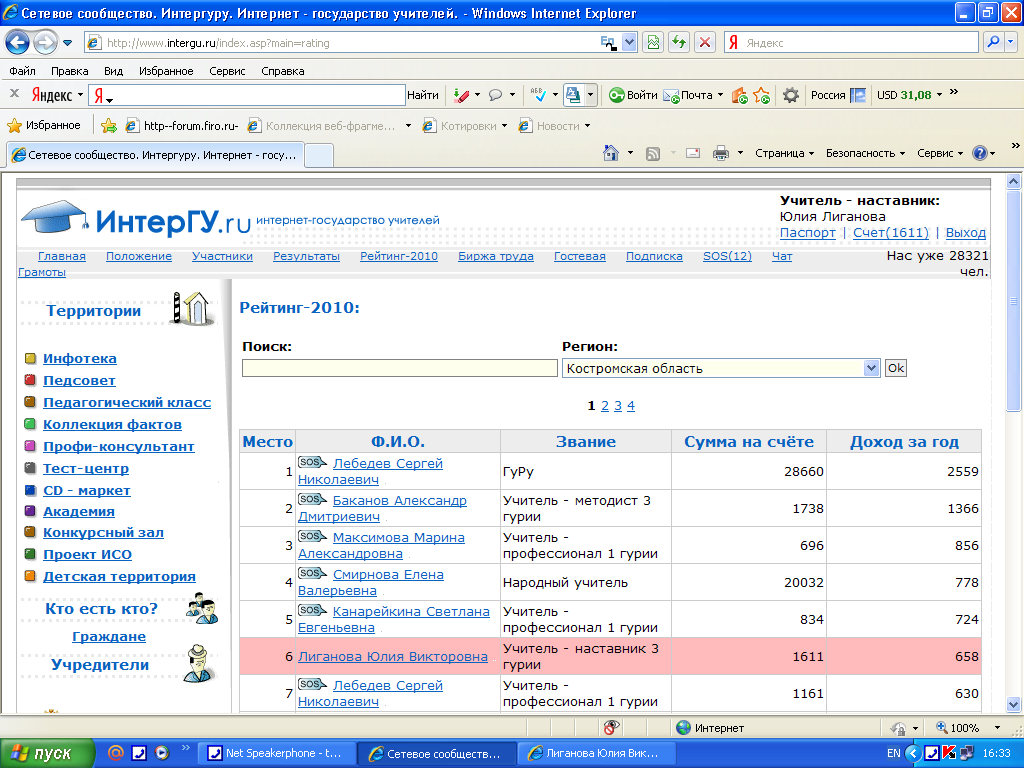 Сетевое сообщество. Интергуру. Интернет - государство учителей. - Windows Internet Explorer
http://www.intergu.ru/index.asp?main=rating
Яндекс
Файл Правка Вид Избранное Сервис Справка
Яндекс Я Найти Войти Почта Россия USD 31,08 »
Избранное http--forum.firo.ru- Коллекция веб-фрагме... Котировки Новости
Сетевое сообщество. Интергуру. Интернет - госу...
Страница Безопасность Сервис »
ИнтерГУ.ru интернет-государство учителей
Учитель - наставник:
Юлия Лиганова
Паспорт | Счет(1611) | Выход
Главная Положение Участники Результаты Рейтинг-2010 Биржа труда Гостевая Подписка SOS(12) Чат
Грамоты
Нас уже 28321
чел.
Территории
Инфотека
Педсовет
Педагогический класс
Коллекция фактов
Профи-консультант
Тест-центр
CD - маркет
Академия
Конкурсный зал
Проект ИСО
Детская территория
Кто есть кто?
Граждане
Учредители
Рейтинг-2010:
Поиск: Регион:
Костромская область Ok
1 2 3 4
Место Ф.И.О. Звание Сумма на счёте Доход за год
1 SOS Лебедев Сергей
Николаевич ГуРу 28660 2559
2 SOS Баканов Александр
Дмитриевич Учитель - методист 3
гурии 1738 1366
3 SOS Максимова Марина
Александровна Учитель -
профессионал 1 гурии 696 856
4 SOS Смирнова Елена
Валерьевна Народный учитель 20032 778
5 SOS Канарейкина Светлана
Евгеньевна Учитель -
профессионал 1 гурии 834 724
6 Лиганова Юлия Викторовна Учитель - наставник 3
гурии 1611 658
7 SOS Лебедев Сергей
Николаевич Учитель -
профессионал 1 гурии 1161 630
Интернет 100%
пуск » Net Speakerphone - t... Сетевое сообществ... Лиганова Юлия Вик... EN 16:33